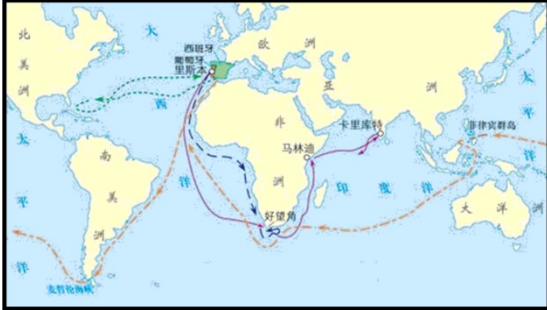 北
美
洲
大
西
洋
西班牙
葡萄牙
里斯本
欧
洲
亚
洲
太
平
洋
非
洲
卡里库特
菲律宾群岛
马林迪
太
平
洋
南
美
洲
印
度
洋
好望角
大
洋
洲
麦哲伦海峡